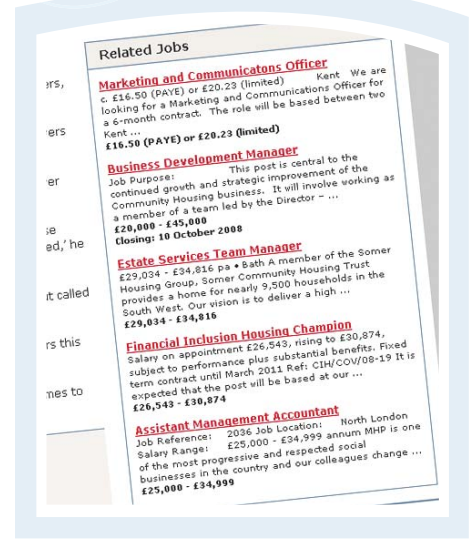 ers,
ers
er
se
ed,' he
ut called
rs this
mes to
Related Jobs
Marketing and Communicatons Officer
c. £16.50 (PAYE) or £20.23 (limited) Kent We are
looking for a Marketing and Communications Officer for
a 6-month contract. The role will be based between two
Kent ...
£16.50 (PAYE) or £20.23 (limited)
Business Development Manager
Job Purpose: This post is central to the
continued growth and strategic improvement of the
Community Housing business. It will involve working as
a member of a team led by the Director – ...
£20,000 - £45,000
Closing: 10 October 2008
Estate Services Team Manager
£29,034 - £34,816 pa • Bath A member of the Somer
Housing Group, Somer Community Housing Trust
provides a home for nearly 9,500 households in the
South West. Our vision is to deliver a high ...
£29,034 - £34,816
Financial Inclusion Housing Champion
Salary on appointment £26,543, rising to £30,874,
subject to performance plus substantial benefits. Fixed
term contract until March 2011 Ref: CIH/COV/08-19 It is
expected that the post will be based at our ...
£26,543 - £30,874
Assistant Management Accountant
Job Reference: 2036 Job Location: North London
Salary Range: £25,000 - £34,999 annum MHP is one
of the most progressive and respected social
businesses in the country and our colleagues change ...
£25,000 - £34,999